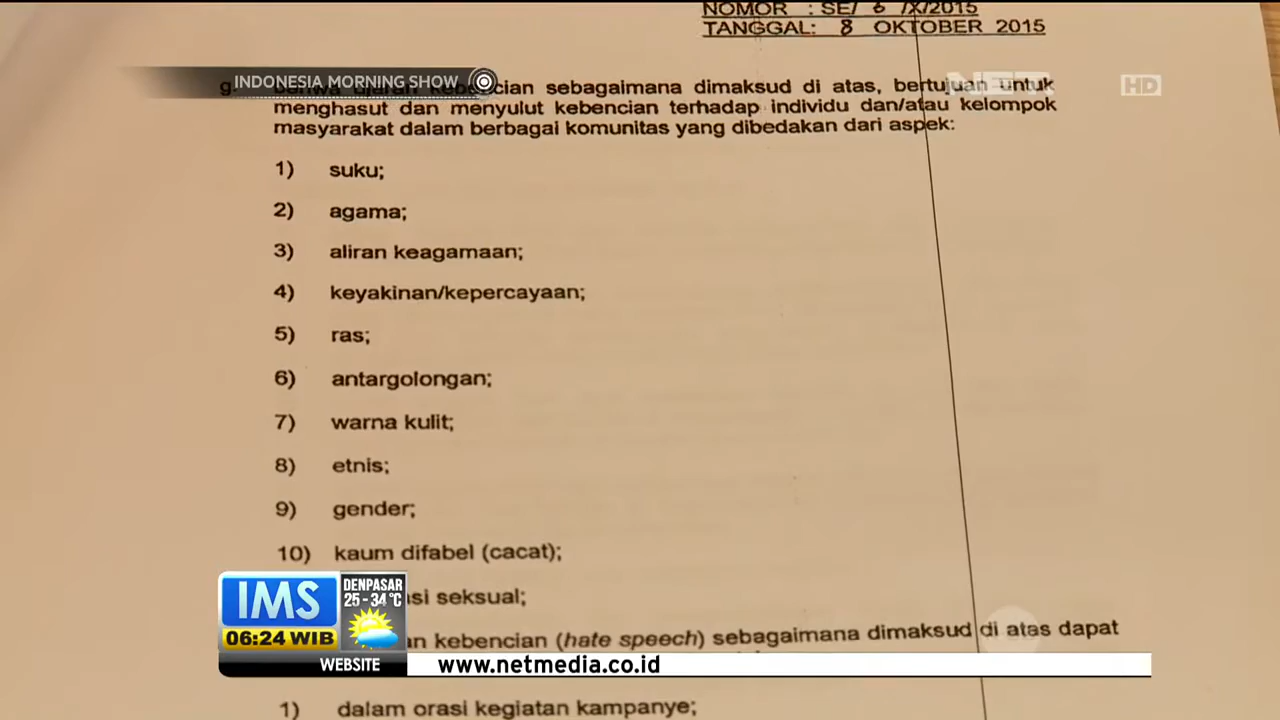 NOMOR : SE/ 6 /X/2015
TANGGAL: 8 OKTOBER 2015
INDONESIA MORNING SHOW
NET.
HD
g. sebagaimana dimaksud di atas, bertujuan untuk
menghasut dan menyulut kebencian terhadap individu dan/atau kelompok
masyarakat dalam berbagai komunitas yang dibedakan dari aspek:
1) suku;
2) agama;
3) aliran keagamaan;
4) keyakinan/kepercayaan;
5) ras;
6) antargolongan;
7) warna kulit;
8) etnis;
9) gender;
10) kaum difabel (cacat);
seksual;
kebencian (hate speech) sebagaimana dimaksud di atas dapat
1) dalam orasi kegiatan kampanye;
IMS
06:24 WIB
DENPASAR
25 - 34°C
WEBSITE
www.netmedia.co.id